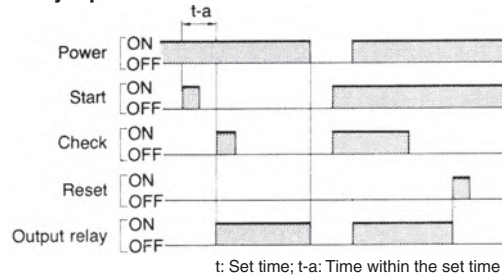 t-a
Power ON
OFF
Start ON
OFF
Check ON
OFF
Reset ON
OFF
Output relay ON
OFF
t: Set time; t-a: Time within the set time